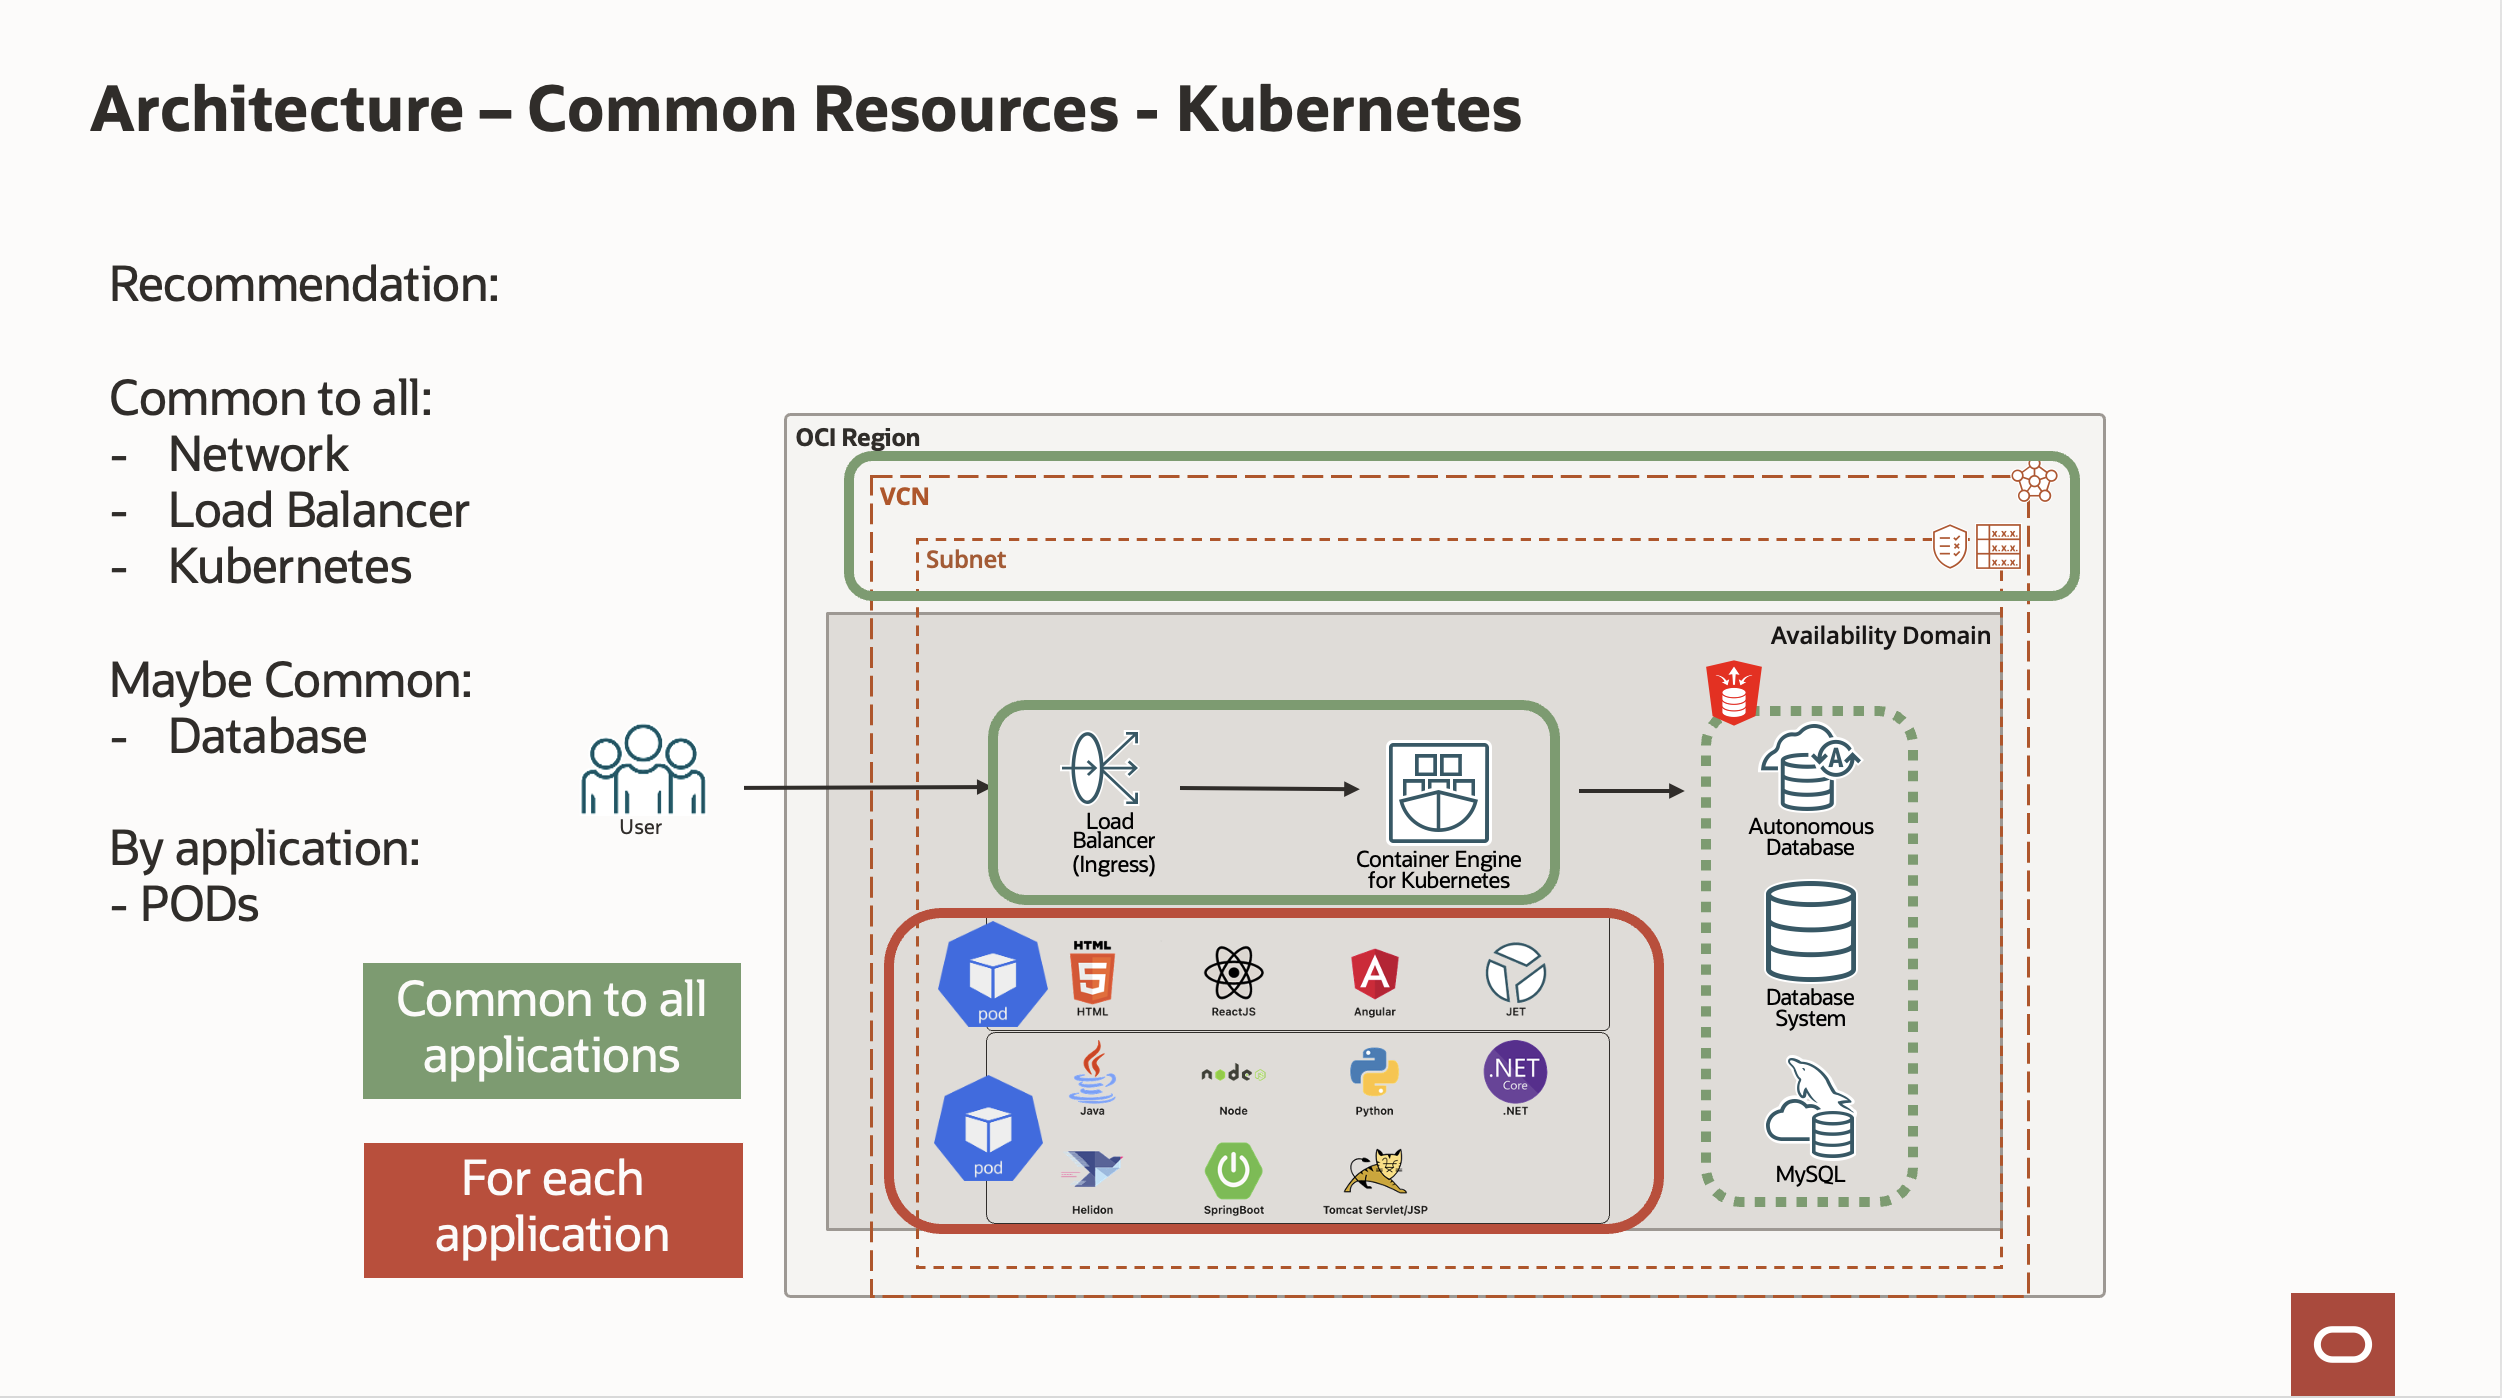 Architecture – Common Resources - Kubernetes
Recommendation:
Common to all:
- Network
- Load Balancer
- Kubernetes
Maybe Common:
- Database
By application:
- PODs
Common to all
applications
For each
application
User
OCI Region
VCN
Subnet
x.x.x.
x.x.x.
x.x.x.
Availability Domain
Load
Balancer
(Ingress)
Container Engine
for Kubernetes
A
Autonomous
Database
Database
System
MySQL
pod
HTML
5
HTML
ReactJS
A
Angular
JET
pod
Java
node
JS
Node
Python
.NET
Core
.NET
Helidon
SpringBoot
Tomcat Servlet/JSP